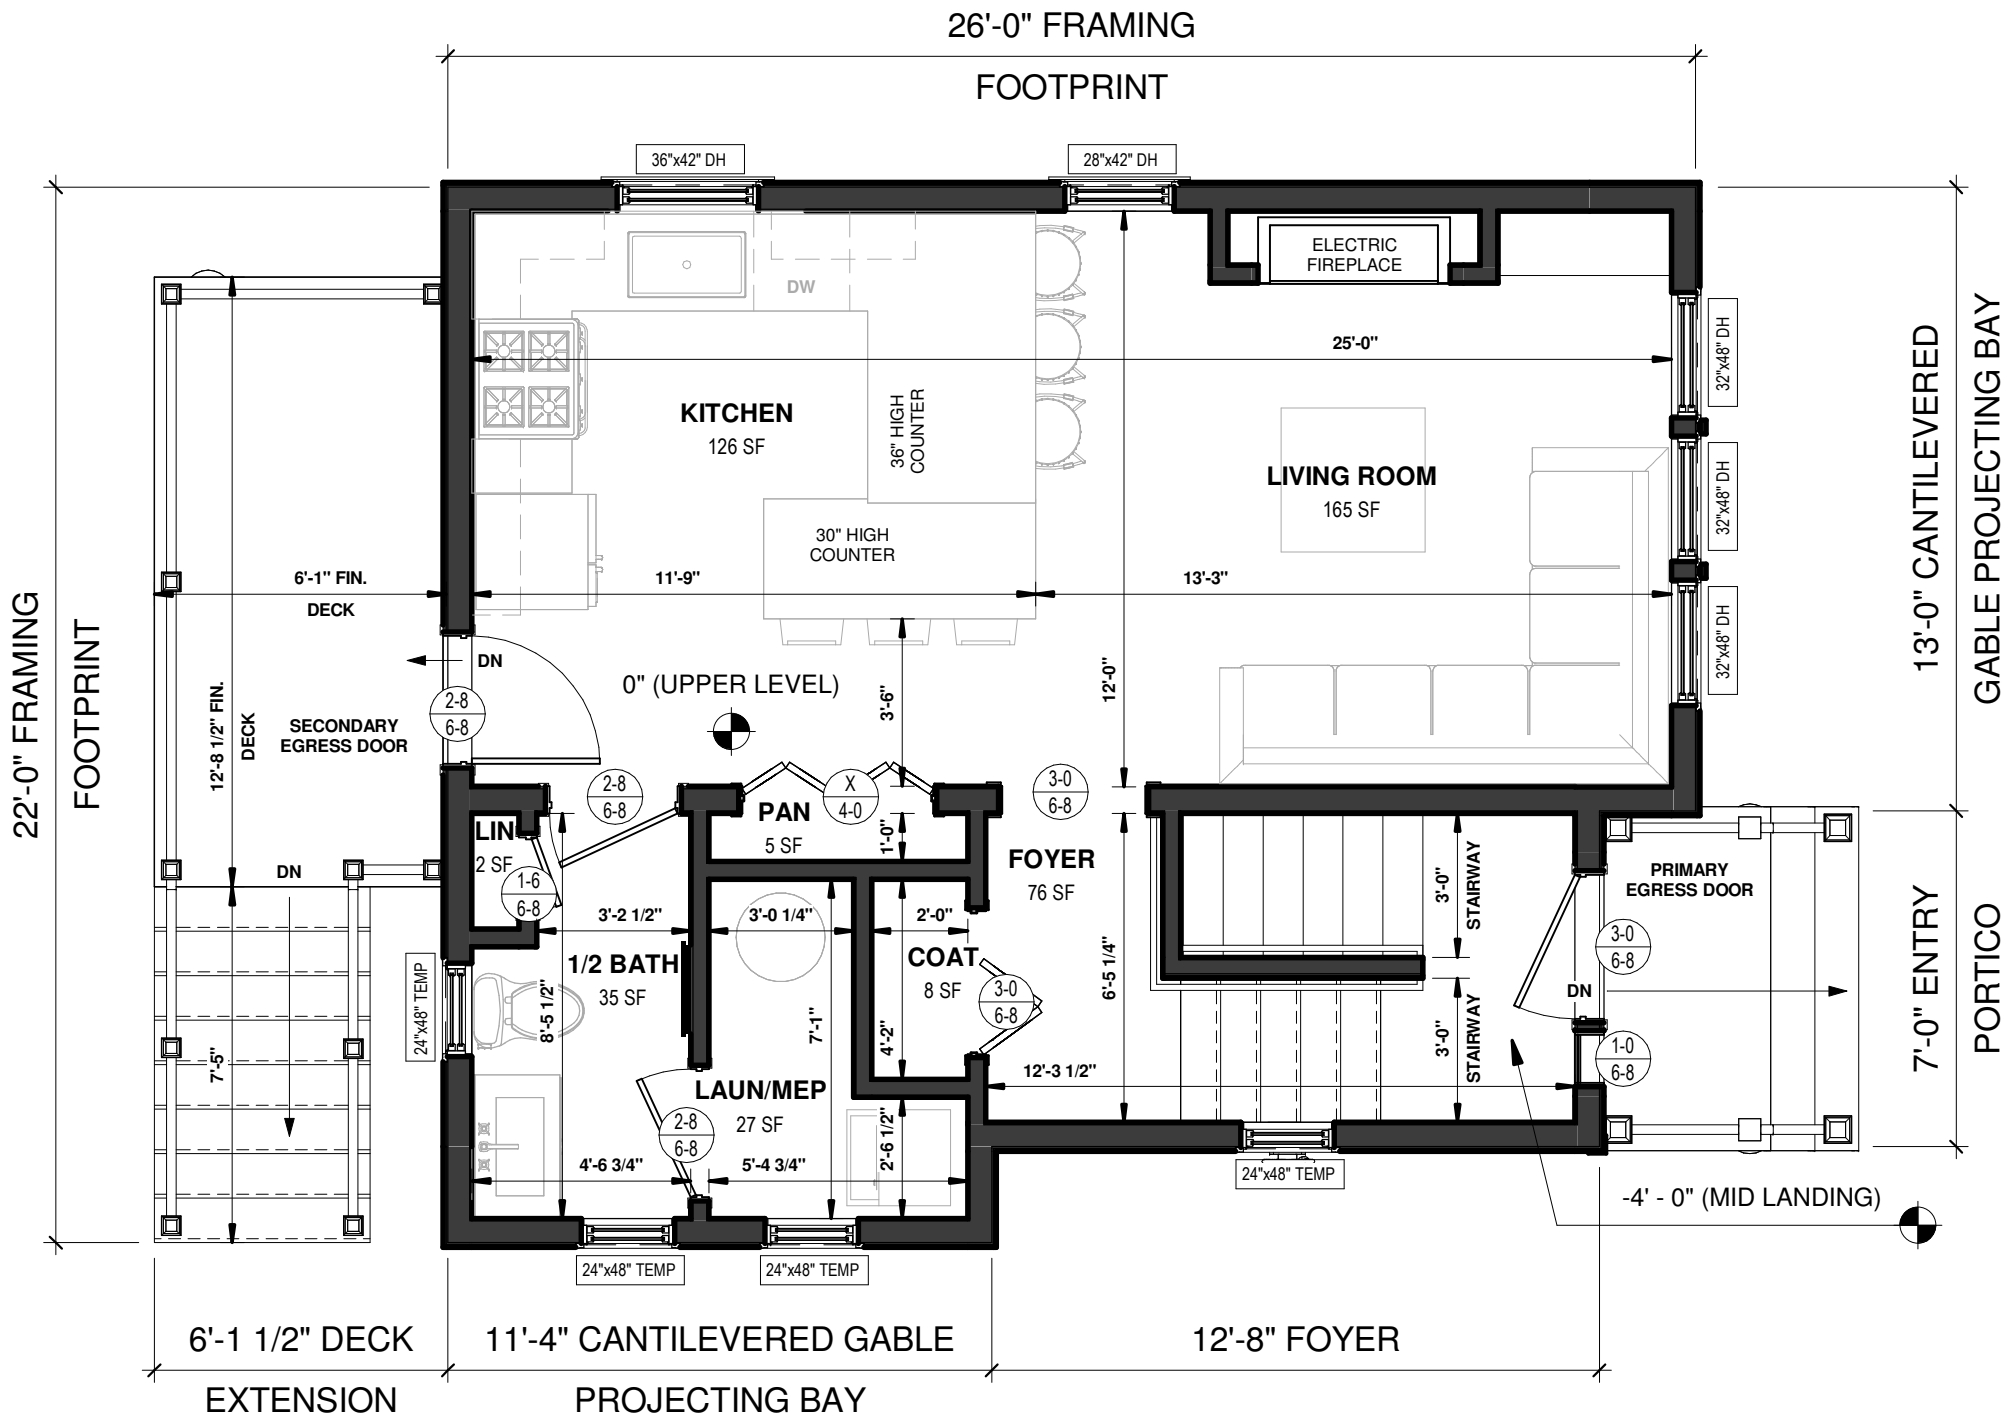 26'-0" FRAMING
FOOTPRINT
36"x42" DH
28"x42" DH
ELECTRIC
FIREPLACE
DW
25'-0"
32"x48" DH
32"x48" DH
32"x48" DH
13'-0" CANTILEVERED
GABLE PROJECTING BAY
KITCHEN
126 SF
36" HIGH
COUNTER
LIVING ROOM
165 SF
30" HIGH
COUNTER
6'-1" FIN.
DECK
11'-9"
13'-3"
22'-0" FRAMING
FOOTPRINT
12'-8 1/2" FIN.
DECK
SECONDARY
EGRESS DOOR
DN
2-8
6-8
0" (UPPER LEVEL)
3'-6"
12'-0"
2-8
6-8
X
4-0
3-0
6-8
PAN
5 SF
1'-0"
LIN
2 SF
1-6
6-8
FOYER
76 SF
3'-0"
STAIRWAY
PRIMARY
EGRESS DOOR
DN
3'-2 1/2"
3'-0 1/4"
2'-0"
3-0
6-8
7'-0" ENTRY
PORTICO
1/2 BATH
35 SF
8'-5 1/2"
COAT
8 SF
3-0
6-8
6'-5 1/4"
DN
24"x48" TEMP
7'-5"
7'-1"
4'-2"
3'-0"
STAIRWAY
1-0
6-8
12'-3 1/2"
LAUN/MEP
27 SF
2-8
6-8
2'-6 1/2"
4'-6 3/4"
5'-4 3/4"
24"x48" TEMP
-4' - 0" (MID LANDING)
24"x48" TEMP
24"x48" TEMP
6'-1 1/2" DECK
EXTENSION
11'-4" CANTILEVERED GABLE
PROJECTING BAY
12'-8" FOYER